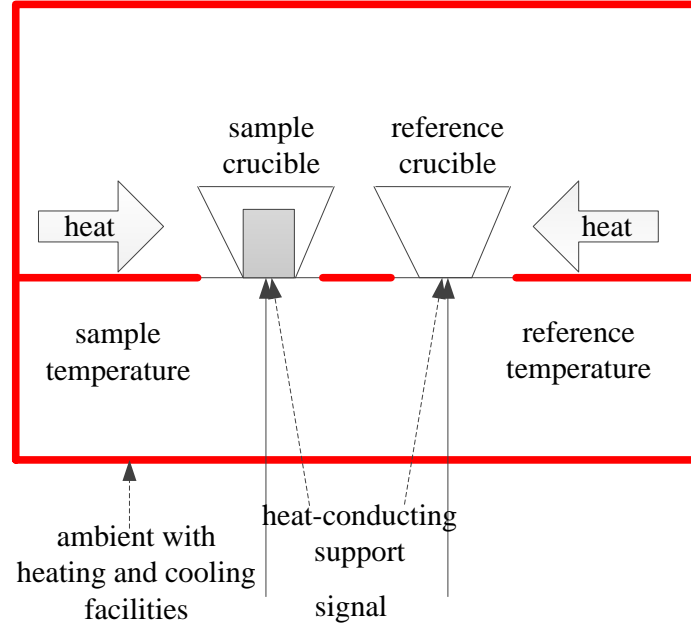 sample
crucible
reference
crucible
heat
heat
sample
temperature
reference
temperature
heat-conducting
support
ambient with
heating and cooling
facilities
signal